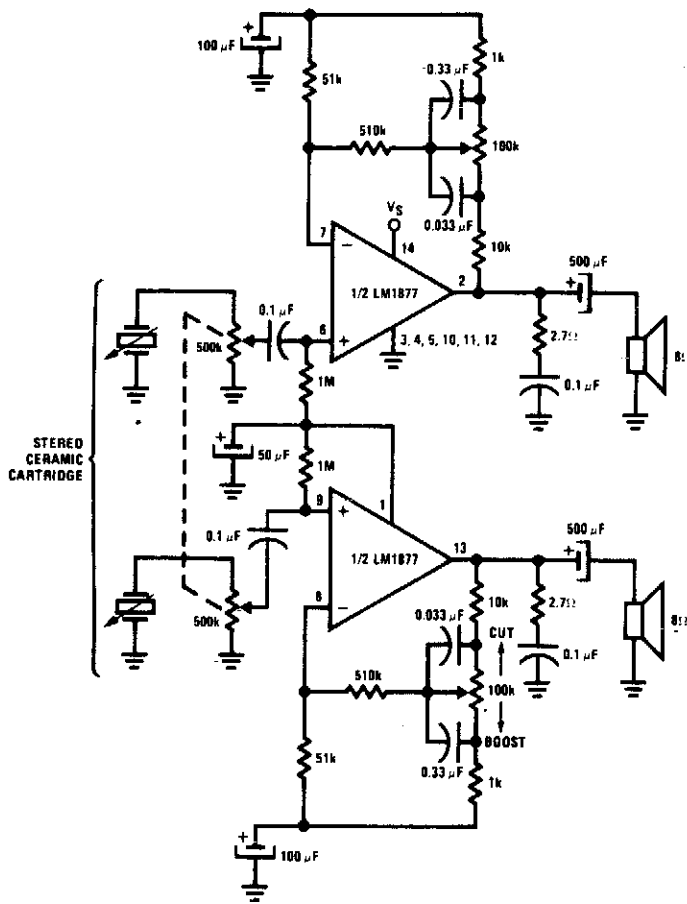 100 µF
+
51k
1k
0.33 µF
510k
100k
0.033 µF
10k
VS
7
–
14
1/2 LM1877
2
500 µF
+
0.1 µF
6
+
3, 4, 5, 10, 11, 12
2.7Ω
0.1 µF
8Ω
500k
1M
STEREO
CERAMIC
CARTRIDGE
+
50 µF
1M
9
+
1
0.1 µF
1/2 LM1877
13
500 µF
+
8
–
500k
10k
2.7Ω
0.033 µF
CUT
0.1 µF
8Ω
510k
100k
BOOST
0.33 µF
51k
1k
+
100 µF